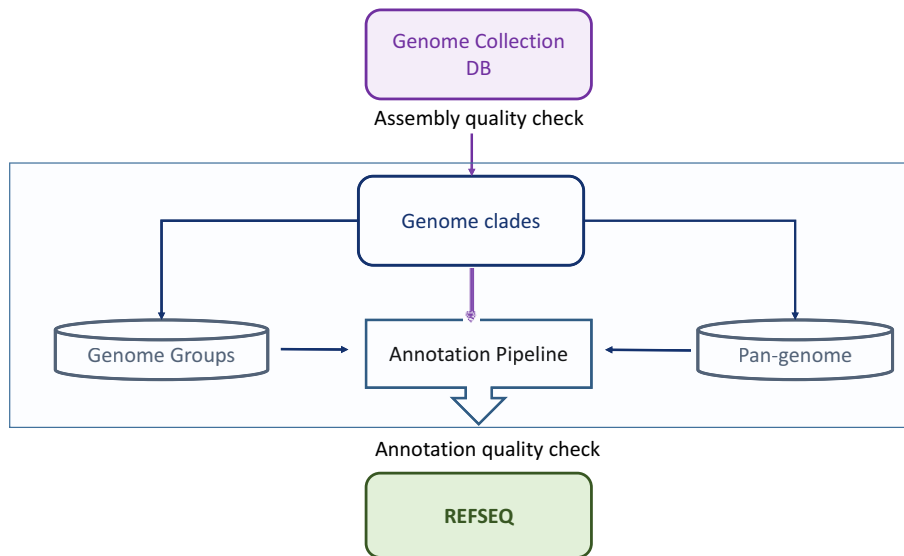 Genome Collection
DB
Assembly quality check
Genome clades
Genome Groups
Annotation Pipeline
Pan-genome
Annotation quality check
REFSEQ